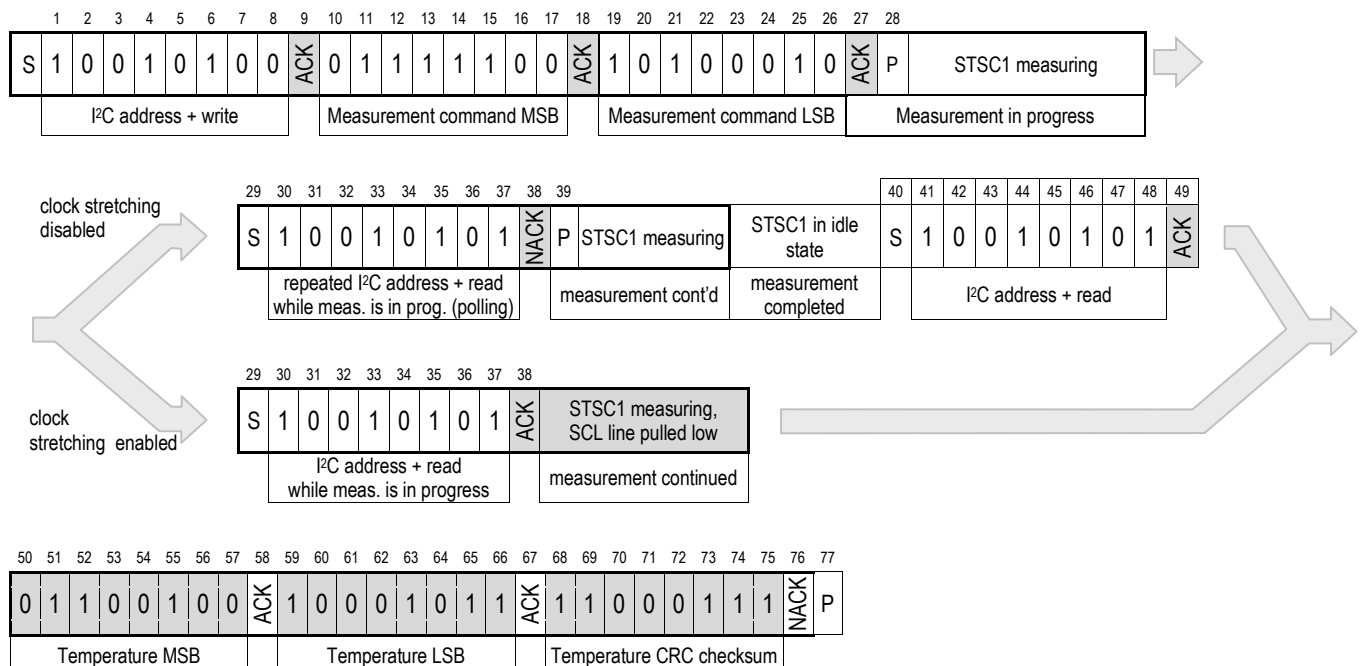 1 2 3 4 5 6 7 8 9 10 11 12 13 14 15 16 17 18 19 20 21 22 23 24 25 26 27 28
S 1 0 0 1 0 1 0 0 ACK 0 1 1 1 1 1 0 0 ACK 1 0 1 0 0 0 1 0 ACK P STSC1 measuring
I²C address + write Measurement command MSB Measurement command LSB Measurement in progress
clock stretching
disabled
29 30 31 32 33 34 35 36 37 38 39 40 41 42 43 44 45 46 47 48 49
S 1 0 0 1 0 1 0 1 NACK P STSC1 measuring STSC1 in idle
state S 1 0 0 1 0 1 0 1 ACK
repeated I²C address + read
while meas. is in prog. (polling) measurement cont'd measurement
completed I²C address + read
clock
stretching enabled
29 30 31 32 33 34 35 36 37 38
S 1 0 0 1 0 1 0 1 ACK STSC1 measuring,
SCL line pulled low
I²C address + read
while meas. is in progress measurement continued
50 51 52 53 54 55 56 57 58 59 60 61 62 63 64 65 66 67 68 69 70 71 72 73 74 75 76 77
0 1 1 0 0 1 0 0 ACK 1 0 0 0 1 0 1 1 ACK 1 1 0 0 0 1 1 1 NACK P
Temperature MSB Temperature LSB Temperature CRC checksum